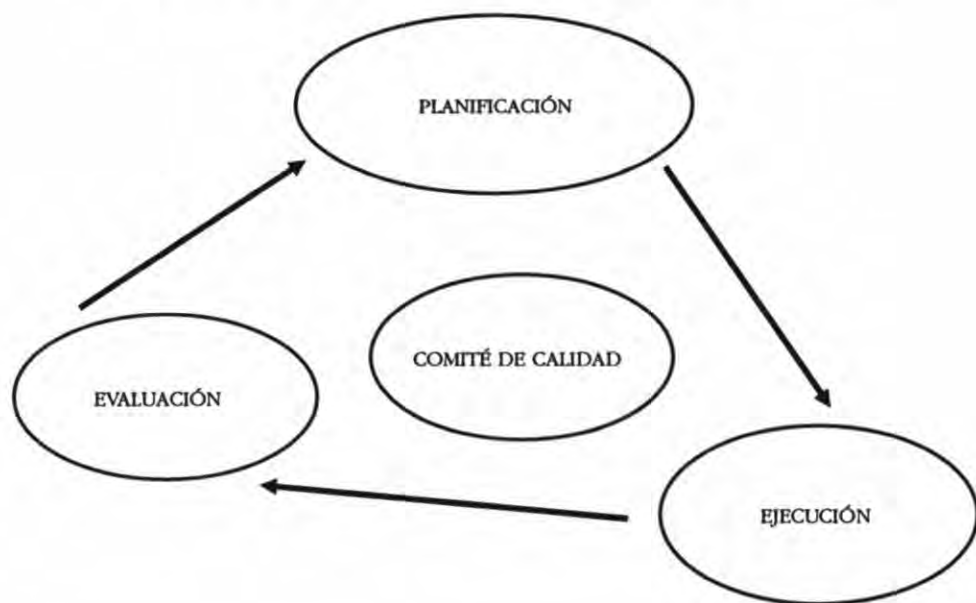 PLANIFICACIÓN
COMITÉ DE CALIDAD
EVALUACIÓN
EJECUCIÓN